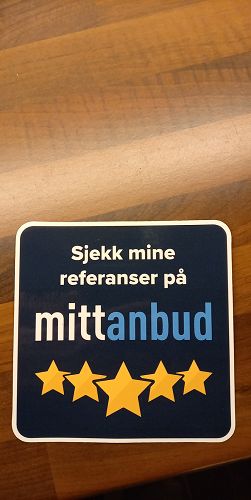 Sjekk mine
referanser på
mittanbud